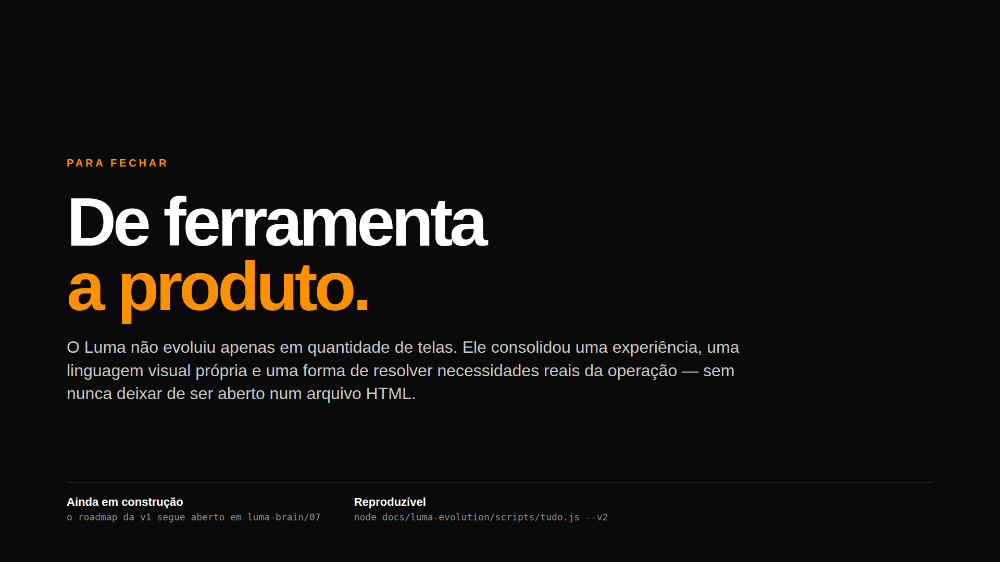 PARA FECHAR
De ferramenta
a produto.
O Luma não evoluiu apenas em quantidade de telas. Ele consolidou uma experiência, uma
linguagem visual própria e uma forma de resolver necessidades reais da operação — sem
nunca deixar de ser aberto num arquivo HTML.
Ainda em construção
o roadmap da v1 segue aberto em luma-brain/07
Reproduzível
node docs/luma-evolution/scripts/tudo.js --v2